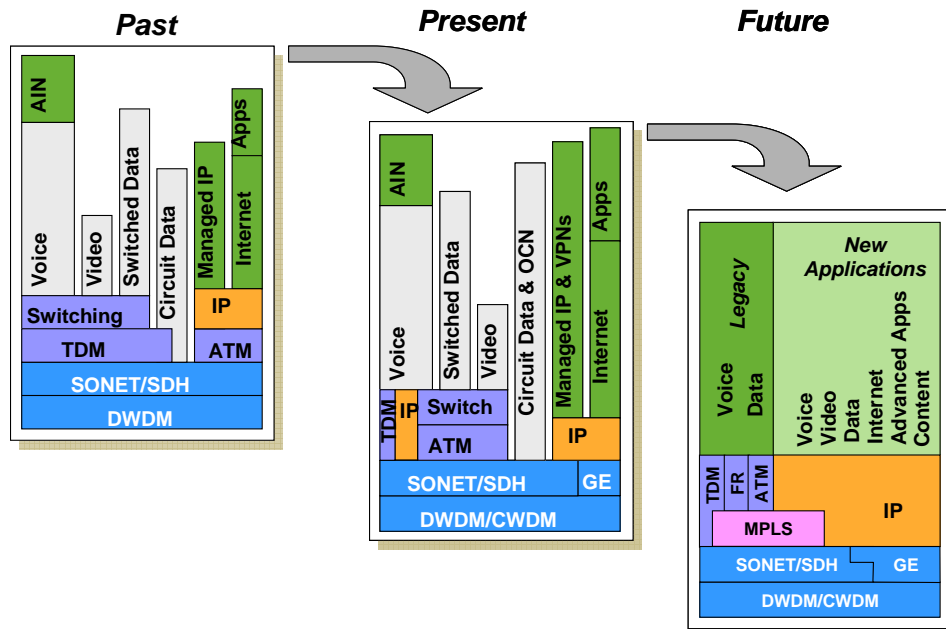 Past
Present
Future
AIN
Voice
Video
Switched Data
Circuit Data
Managed IP
Apps
Internet
Switching
IP
TDM
ATM
SONET/SDH
DWDM
AIN
Voice
Switched Data
Video
Circuit Data & OCN
Managed IP & VPNs
Apps
Internet
TDM
IP
Switch
ATM
IP
SONET/SDH
GE
DWDM/CWDM
Legacy
Voice
Data
New
Applications
Voice
Video
Data
Internet
Advanced Apps
Content
TDM
FR
ATM
IP
MPLS
SONET/SDH
GE
DWDM/CWDM